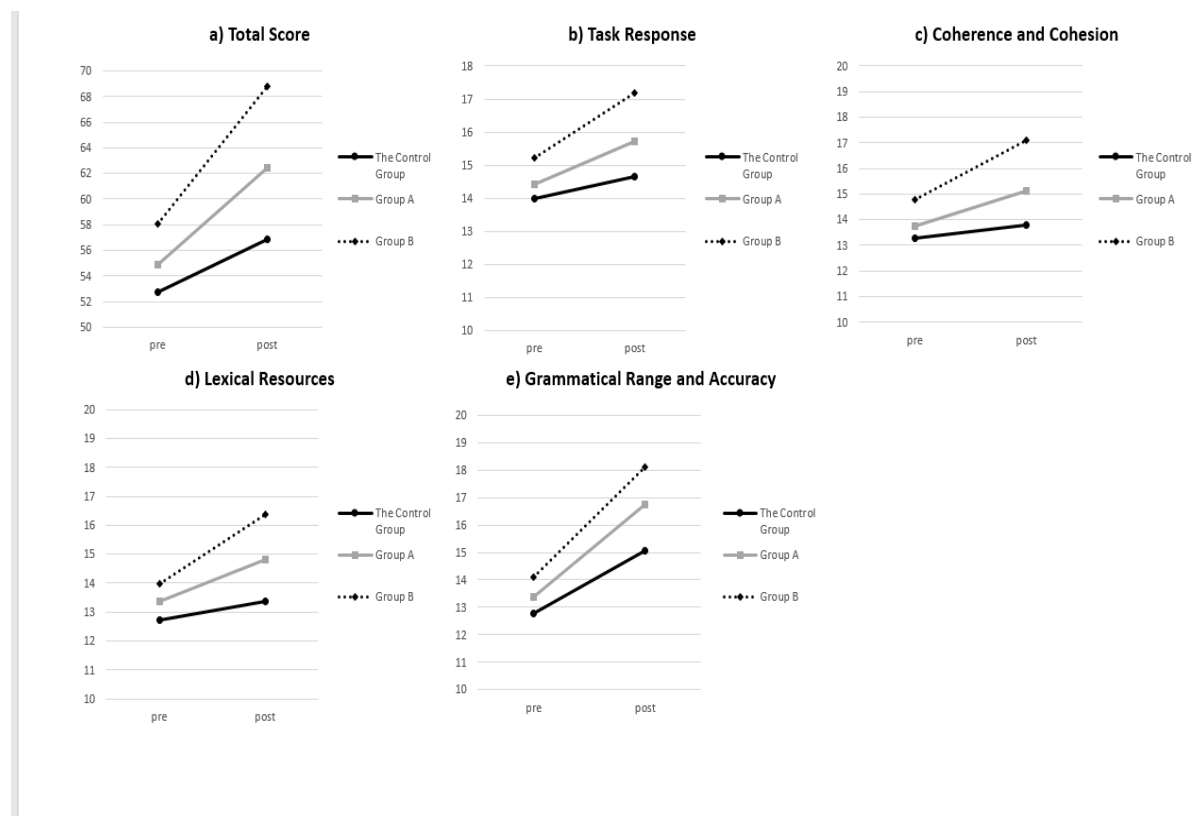 a) Total Score
70
68
66
64
62
60
58
56
54
52
50
pre
post
The Control
Group
Group A
Group B
b) Task Response
18
17
16
15
14
13
12
11
10
pre
post
The Control
Group
Group A
Group B
c) Coherence and Cohesion
20
19
18
17
16
15
14
13
12
11
10
pre
post
The Control
Group
Group A
Group B
d) Lexical Resources
20
19
18
17
16
15
14
13
12
11
10
pre
post
The Control
Group
Group A
Group B
e) Grammatical Range and Accuracy
20
19
18
17
16
15
14
13
12
11
10
pre
post
The Control
Group
Group A
Group B